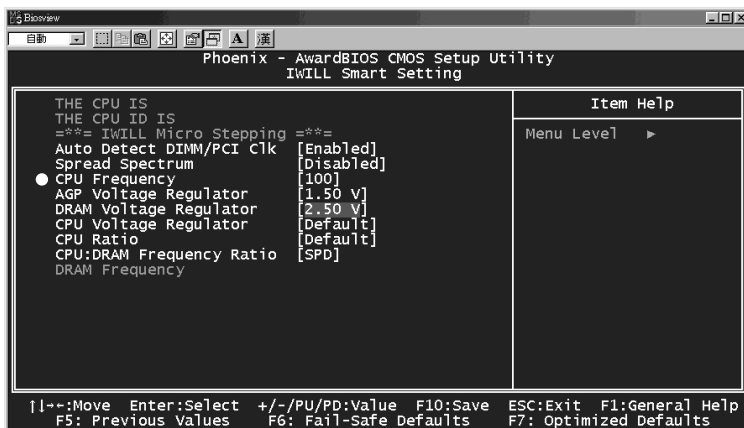 MS
Biosview
自動
A 漢
Phoenix - AwardBIOS CMOS Setup Utility
IWILL Smart Setting
THE CPU IS
THE CPU ID IS
=**= IWILL Micro Stepping =**=
Auto Detect DIMM/PCI Clk [Enabled]
Spread Spectrum [Disabled]
CPU Frequency [100]
AGP Voltage Regulator [1.50 V]
DRAM Voltage Regulator [2.50 V]
CPU Voltage Regulator [Default]
CPU Ratio [Default]
CPU:DRAM Frequency Ratio [SPD]
DRAM Frequency
Item Help
Menu Level ►
↑↓→←:Move Enter:Select +/-/PU/PD:Value F10:Save ESC:Exit F1:General Help
F5: Previous Values F6: Fail-Safe Defaults F7: Optimized Defaults